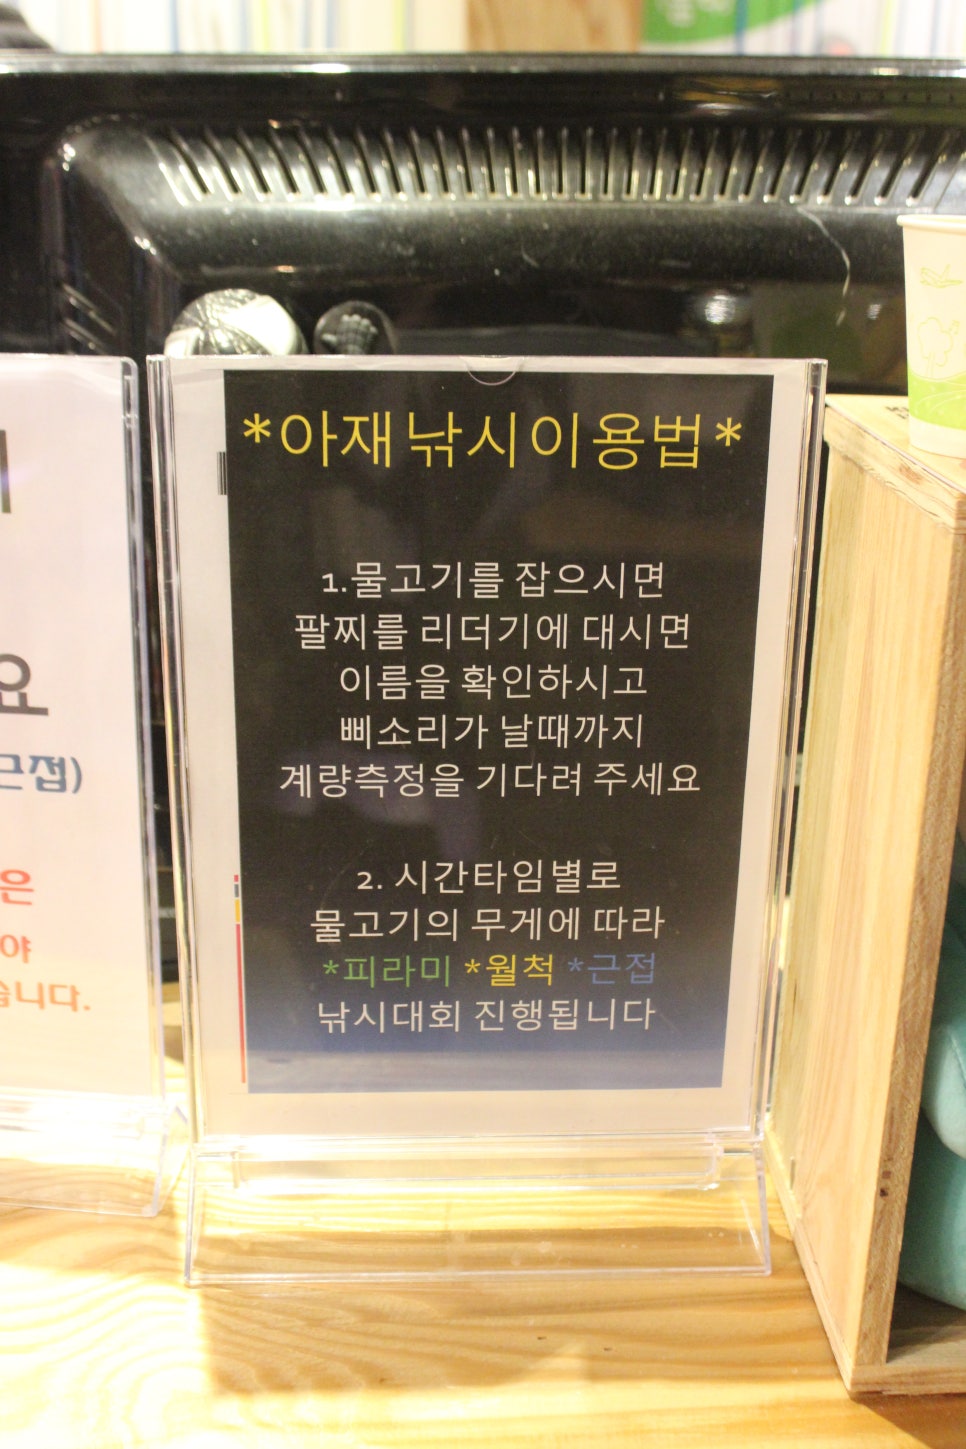 *아재낚시이용법*
1.물고기를 잡으시면
팔찌를 리더기에 대시면
이름을 확인하시고
삐소리가 날때까지
계량측정을 기다려 주세요
2. 시간타임별로
물고기의 무게에 따라
*피라미 *월척 *근접
낚시대회 진행됩니다
요
근접)
은
야
습니다.